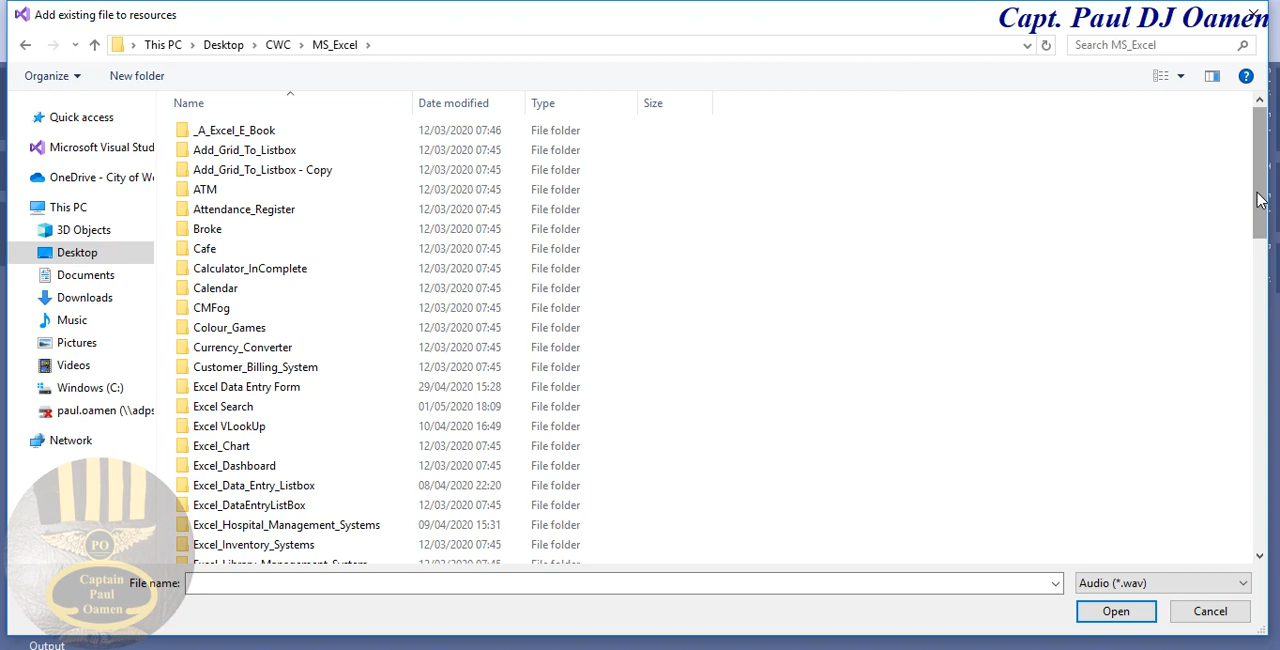 Add existing file to resources
Capt. Paul DJ Oamen
This PC Desktop CWC MS_Excel
Search MS_Excel
Organize New folder
Name Date modified Type Size
Quick access
Microsoft Visual Stud
OneDrive - City of W
This PC
3D Objects
Desktop
Documents
Downloads
Music
Pictures
Videos
Windows (C:)
paul.oamen (\\adps
Network
_A_Excel_E_Book 12/03/2020 07:46 File folder
Add_Grid_To_Listbox 12/03/2020 07:45 File folder
Add_Grid_To_Listbox - Copy 12/03/2020 07:45 File folder
ATM 12/03/2020 07:45 File folder
Attendance_Register 12/03/2020 07:45 File folder
Broke 12/03/2020 07:45 File folder
Cafe 12/03/2020 07:45 File folder
Calculator_InComplete 12/03/2020 07:45 File folder
Calendar 12/03/2020 07:45 File folder
CMFog 12/03/2020 07:45 File folder
Colour_Games 12/03/2020 07:45 File folder
Currency_Converter 12/03/2020 07:45 File folder
Customer_Billing_System 12/03/2020 07:45 File folder
Excel Data Entry Form 29/04/2020 15:28 File folder
Excel Search 01/05/2020 18:09 File folder
Excel VLookUp 10/04/2020 16:49 File folder
Excel_Chart 12/03/2020 07:45 File folder
Excel_Dashboard 12/03/2020 07:45 File folder
Excel_Data_Entry_Listbox 08/04/2020 22:20 File folder
Excel_DataEntryListBox 12/03/2020 07:45 File folder
Excel_Hospital_Management_Systems 09/04/2020 15:31 File folder
Excel_Inventory_Systems 12/03/2020 07:45 File folder
Excel_Library_Management_System 12/03/2020 07:45 File folder
PO
Captain
Paul
Oamen
File name:
Audio (*.wav)
Open Cancel
Output